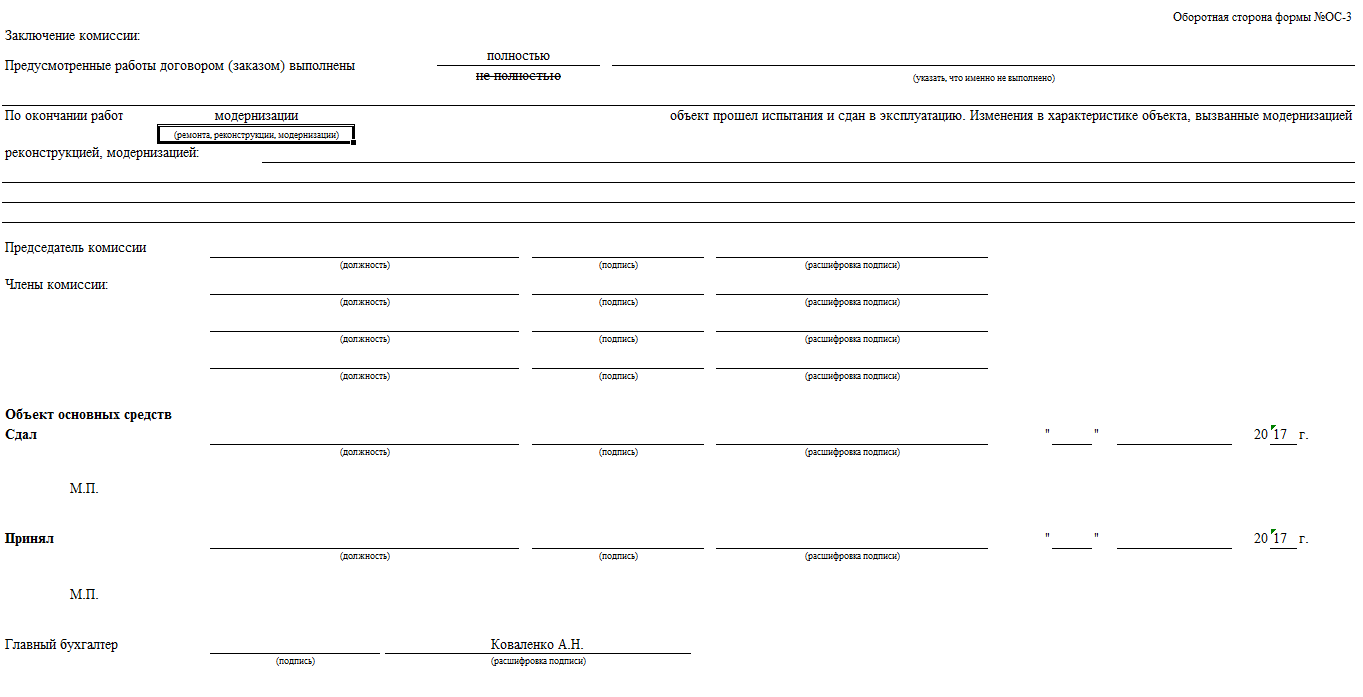 Оборотная сторона формы №ОС-3
Заключение комиссии:
полностью
Предусмотренные работы договором (заказом) выполнены
не полностью
(указать, что именно не выполнено)
По окончании работ модернизации объект прошел испытания и сдан в эксплуатацию. Изменения в характеристике объекта, вызванные модернизацией
(ремонта, реконструкции, модернизации)
реконструкцией, модернизацией:
Председатель комиссии
(должность) (подпись) (расшифровка подписи)
Члены комиссии:
(должность) (подпись) (расшифровка подписи)
(должность) (подпись) (расшифровка подписи)
(должность) (подпись) (расшифровка подписи)
Объект основных средств
Сдал " " 20 17 г.
(должность) (подпись) (расшифровка подписи)
М.П.
Принял " " 20 17 г.
(должность) (подпись) (расшифровка подписи)
М.П.
Главный бухгалтер Коваленко А.Н.
(подпись) (расшифровка подписи)